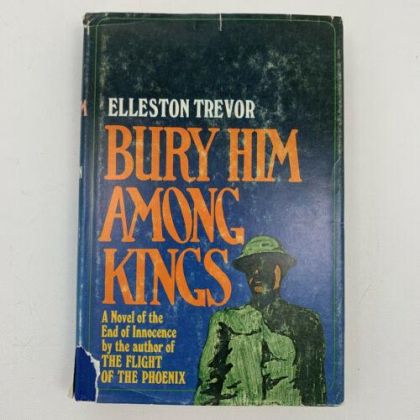 ELLESTON TREVOR
BURY HIM
AMONG
KINGS
A Novel of the
End of Innocence
by the author of
THE FLIGHT
OF THE PHOENIX